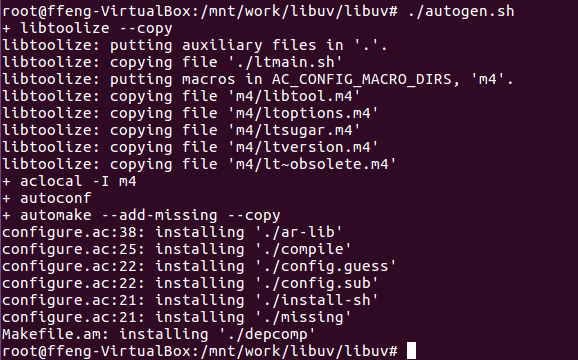 root@ffeng-VirtualBox:/mnt/work/libuv/libuv# ./autogen.sh
+ libtoolize --copy
libtoolize: putting auxiliary files in '.'.
libtoolize: copying file './ltmain.sh'
libtoolize: putting macros in AC_CONFIG_MACRO_DIRS, 'm4'.
libtoolize: copying file 'm4/libtool.m4'
libtoolize: copying file 'm4/ltoptions.m4'
libtoolize: copying file 'm4/ltsugar.m4'
libtoolize: copying file 'm4/ltversion.m4'
libtoolize: copying file 'm4/lt~obsolete.m4'
+ aclocal -I m4
+ autoconf
+ automake --add-missing --copy
configure.ac:38: installing './ar-lib'
configure.ac:25: installing './compile'
configure.ac:22: installing './config.guess'
configure.ac:22: installing './config.sub'
configure.ac:21: installing './install-sh'
configure.ac:21: installing './missing'
Makefile.am: installing './depcomp'
root@ffeng-VirtualBox:/mnt/work/libuv/libuv#